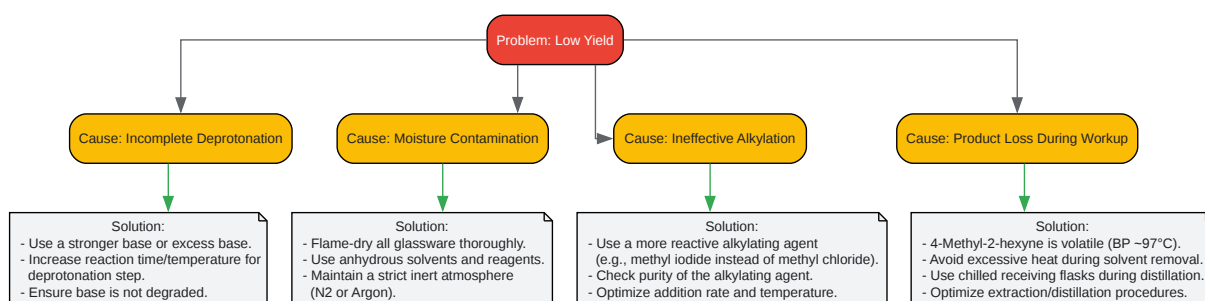 Problem: Low Yield
Cause: Incomplete Deprotonation
Cause: Moisture Contamination
Cause: Ineffective Alkylation
Cause: Product Loss During Workup
Solution:
- Use a stronger base or excess base.
- Increase reaction time/temperature for
deprotonation step.
- Ensure base is not degraded.
Solution:
- Flame-dry all glassware thoroughly.
- Use anhydrous solvents and reagents.
- Maintain a strict inert atmosphere
(N2 or Argon).
Solution:
- Use a more reactive alkylating agent
(e.g., methyl iodide instead of methyl chloride).
- Check purity of the alkylating agent.
- Optimize addition rate and temperature.
Solution:
- 4-Methyl-2-hexyne is volatile (BP ~97°C).
- Avoid excessive heat during solvent removal.
- Use chilled receiving flasks during distillation.
- Optimize extraction/distillation procedures.